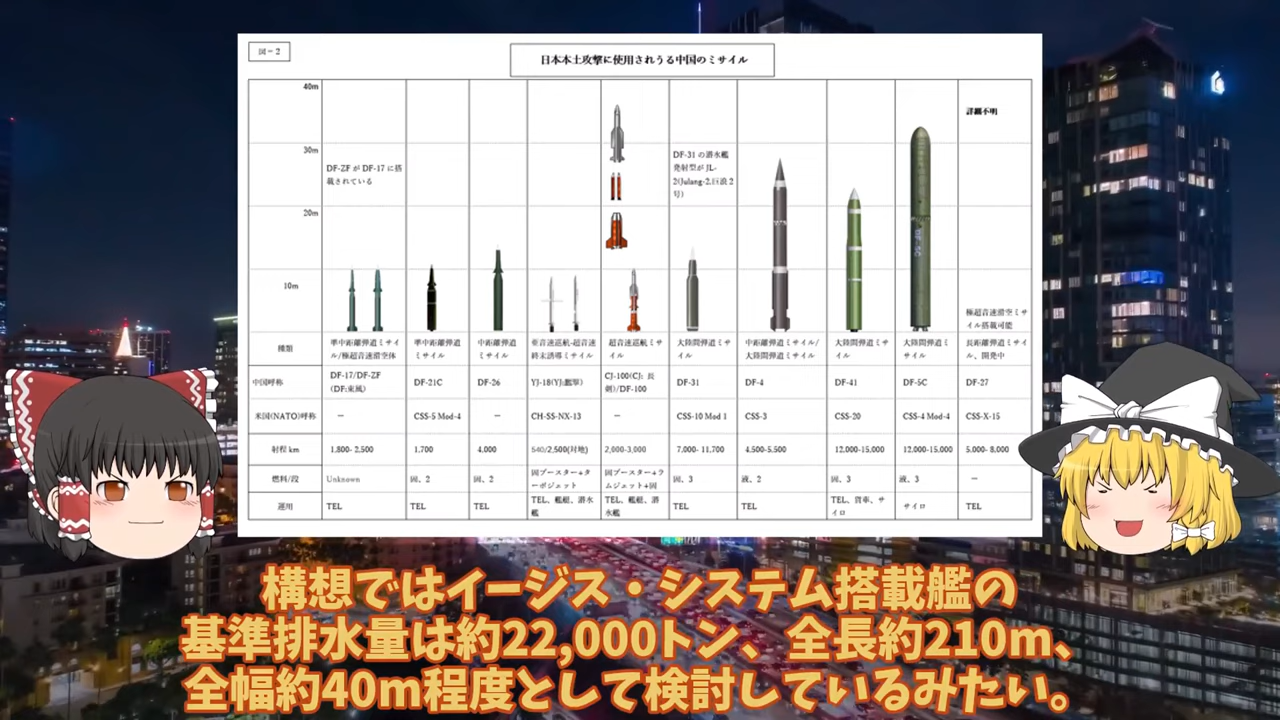 図－2
日本本土攻撃に使用されうる中国のミサイル
40m
30m
20m
10m
DF-ZF が DF-17 に搭
載されている
DF-31 の潜水艦
発射型が JL-
2(Julang-2.巨浪 2
号)
詳細不明
極超音速滑空ミサ
イル搭載可能
種類
準中距離弾道ミサイ
ル/極超音速滑空体
準中距離弾道
ミサイル
中距離弾道
ミサイル
亜音速巡航-超音速
終末誘導ミサイル
超音速巡航ミサ
イル
大陸間弾道ミサ
イル
中距離弾道ミサイル/
大陸間弾道ミサイル
大陸間弾道ミサ
イル
大陸間弾道ミサ
イル
長距離弾道ミサイ
ル、開発中
中国呼称
DF-17/DF-ZF
(DF:東風)
DF-21C
DF-26
YJ-18(YJ:鷹撃)
CJ-100(CJ: 長
剣)/DF-100
DF-31
DF-4
DF-41
DF-5C
DF-27
米国(NATO)呼称
－
CSS-5 Mod-4
－
CH-SS-NX-13
－
CSS-10 Mod 1
CSS-3
CSS-20
CSS-4 Mod-4
CSS-X-15
射程 km
1,800- 2,500
1,700
4,000
540/2,500(対地)
2,000-3,000
7,000- 11,700
4,500-5,500
12,000-15,000
12,000-15,000
5,000- 8,000
燃料/段
Unknown
固、2
固、2
固ブースター+タ
ーボジェット
固ブースター+ラ
ムジェット+固
固、3
液、2
固、3
液、3
－
運用
TEL
TEL
TEL
TEL、艦艇、潜水
艦
TEL、艦艇、潜
水艦
TEL
TEL
TEL、貨車、サ
イロ
サイロ
TEL
構想ではイージス・システム搭載艦の
基準排水量は約22,000トン、全長約210m、
全幅約40m程度として検討しているみたい。